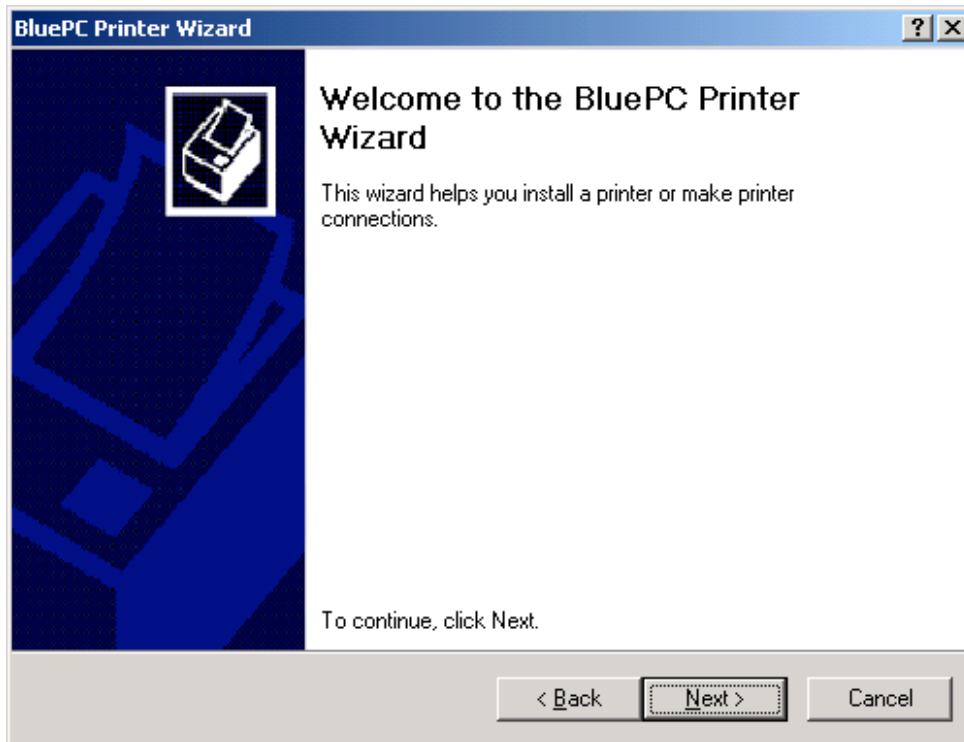 BluePC Printer Wizard
Welcome to the BluePC Printer
Wizard
This wizard helps you install a printer or make printer
connections.
To continue, click Next.
< Back
Next >
Cancel